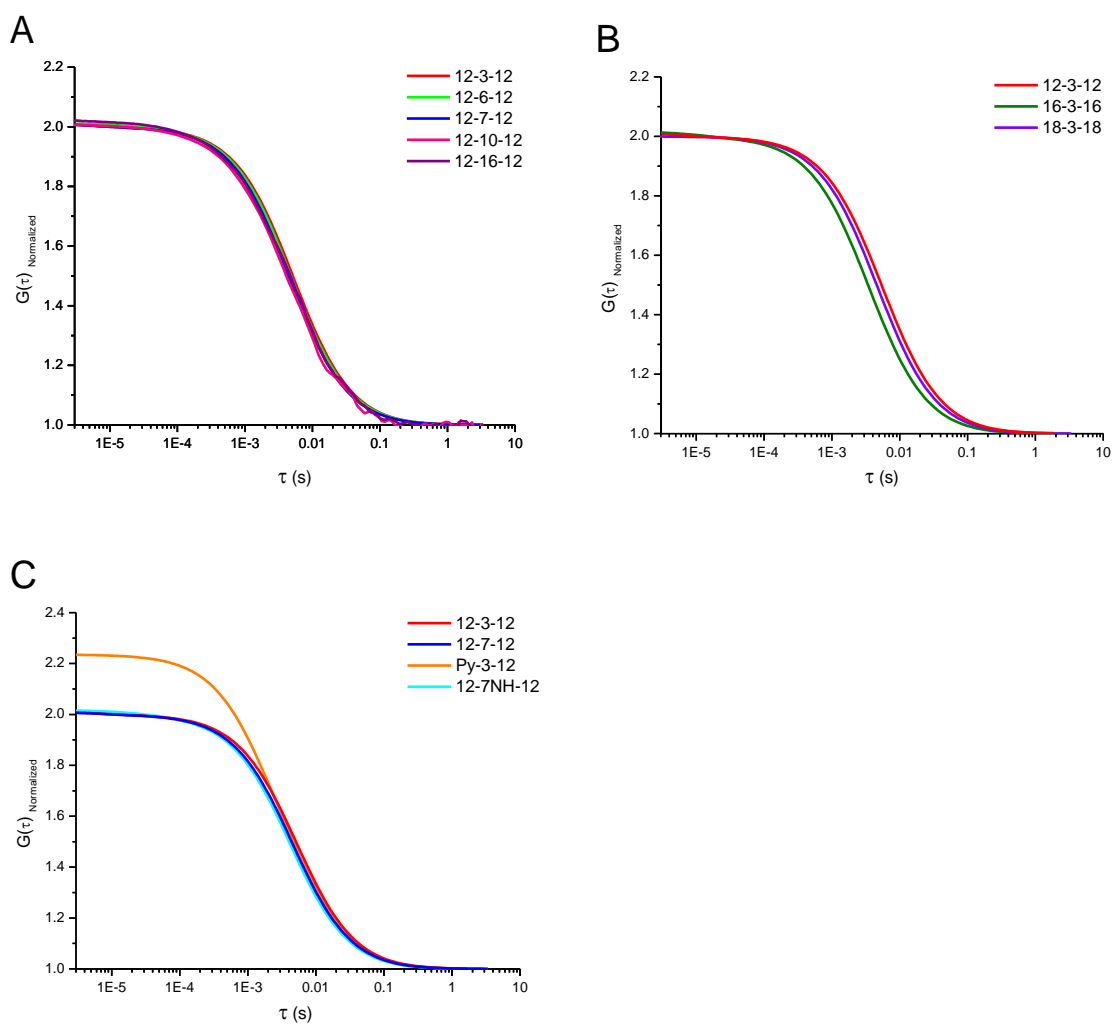 A
2.2
2.0
1.8
1.6
1.4
1.2
1.0
G(τ) Normalized
12-3-12
12-6-12
12-7-12
12-10-12
12-16-12
1E-5 1E-4 1E-3 0.01 0.1 1 10
τ (s)
B
2.2
2.0
1.8
1.6
1.4
1.2
1.0
G(τ) Normalized
12-3-12
16-3-16
18-3-18
1E-5 1E-4 1E-3 0.01 0.1 1 10
τ (s)
C
2.4
2.2
2.0
1.8
1.6
1.4
1.2
1.0
G(τ) Normalized
12-3-12
12-7-12
Py-3-12
12-7NH-12
1E-5 1E-4 1E-3 0.01 0.1 1 10
τ (s)